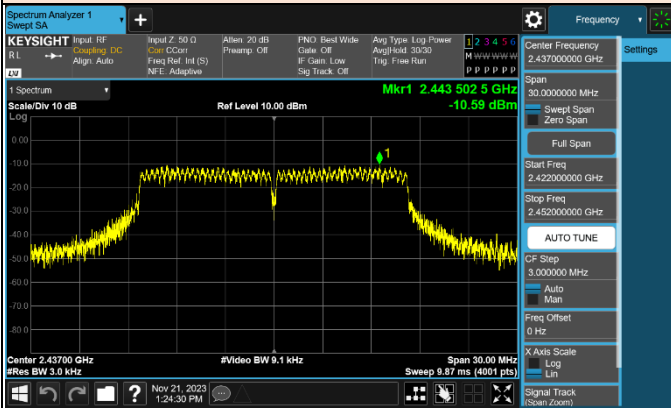 Spectrum Analyzer 1
Swept SA
Frequency
KEYSIGHT Input: RF
Coupling: DC
Align: Auto
RL
LXI
Input Z: 50 Ω
Corr CCorr
Freq Ref: Int (S)
NFE: Adaptive
Atten: 20 dB
Preamp: Off
PNO: Best Wide
Gate: Off
IF Gain: Low
Sig Track: Off
Avg Type: Log-Power
Avg|Hold: 30/30
Trig: Free Run
1 2 3 4 5 6
M W W W W W
P P P P P P
1 Spectrum
Scale/Div 10 dB
Log
Ref Level 10.00 dBm
Mkr1 2.443 502 5 GHz
-10.59 dBm
1
0.00
-10.0
-20.0
-30.0
-40.0
-50.0
-60.0
-70.0
-80.0
Center 2.43700 GHz
#Res BW 3.0 kHz
#Video BW 9.1 kHz
Span 30.00 MHz
Sweep 9.87 ms (4001 pts)
Center Frequency
2.437000000 GHz
Span
30.0000000 MHz
Swept Span
Zero Span
Full Span
Start Freq
2.422000000 GHz
Stop Freq
2.452000000 GHz
AUTO TUNE
CF Step
3.000000 MHz
Auto
Man
Freq Offset
0 Hz
X Axis Scale
Log
Lin
Signal Track
(Span Zoom)
Settings
?
Nov 21, 2023
1:24:30 PM